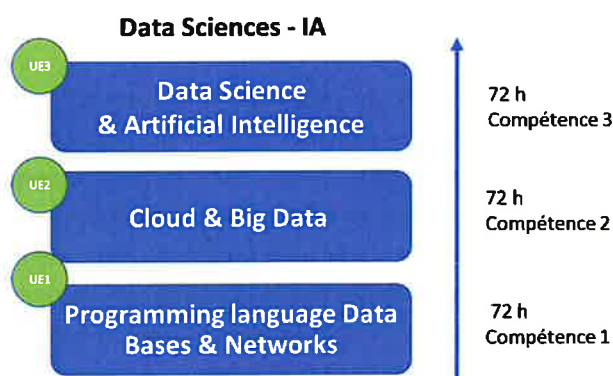 Data Sciences - IA
UE3
Data Science
& Artificial Intelligence
72 h
Compétence 3
UE2
Cloud & Big Data
72 h
Compétence 2
UE1
Programming language Data
Bases & Networks
72 h
Compétence 1